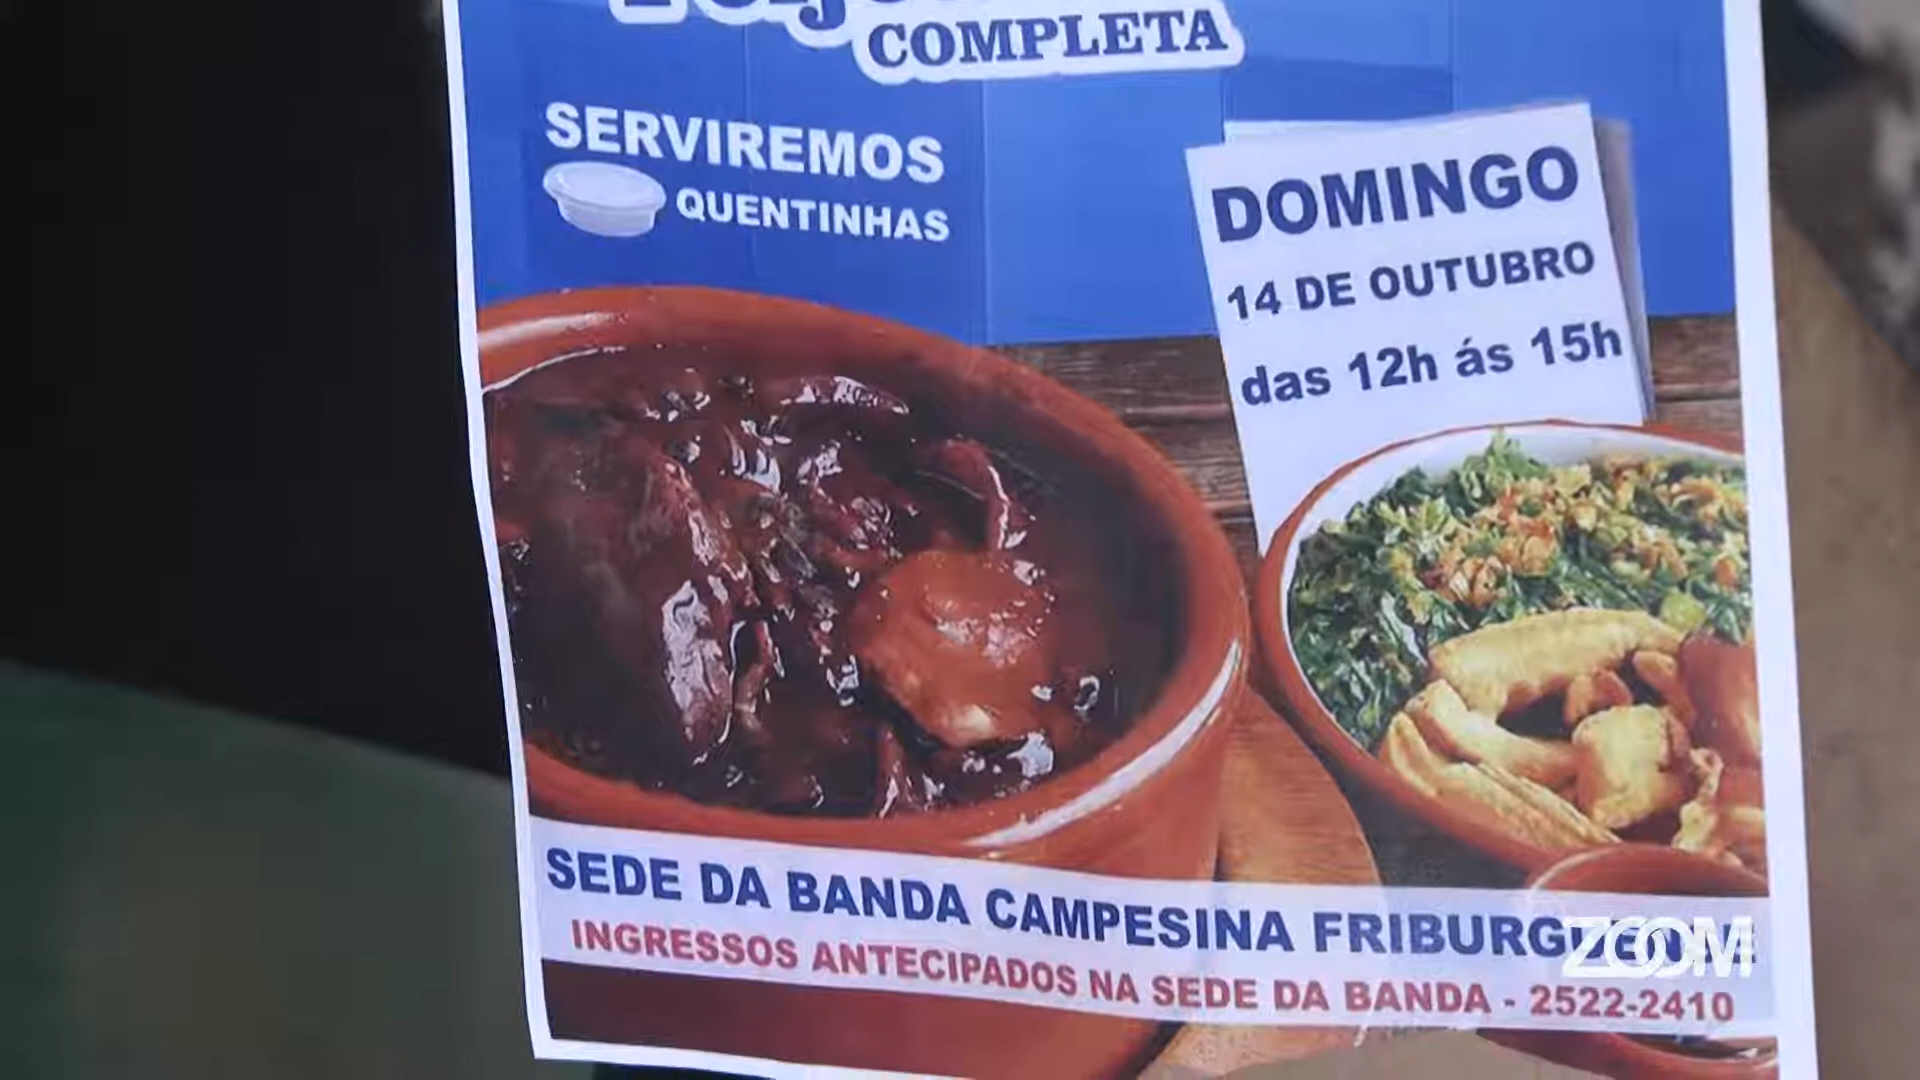 COMPLETA
SERVIREMOS
QUENTINHAS
DOMINGO
14 DE OUTUBRO
das 12h ás 15h
SEDE DA BANDA CAMPESINA FRIBURGUENSE
INGRESSOS ANTECIPADOS NA SEDE DA BANDA - 2522-2410
ZOOM